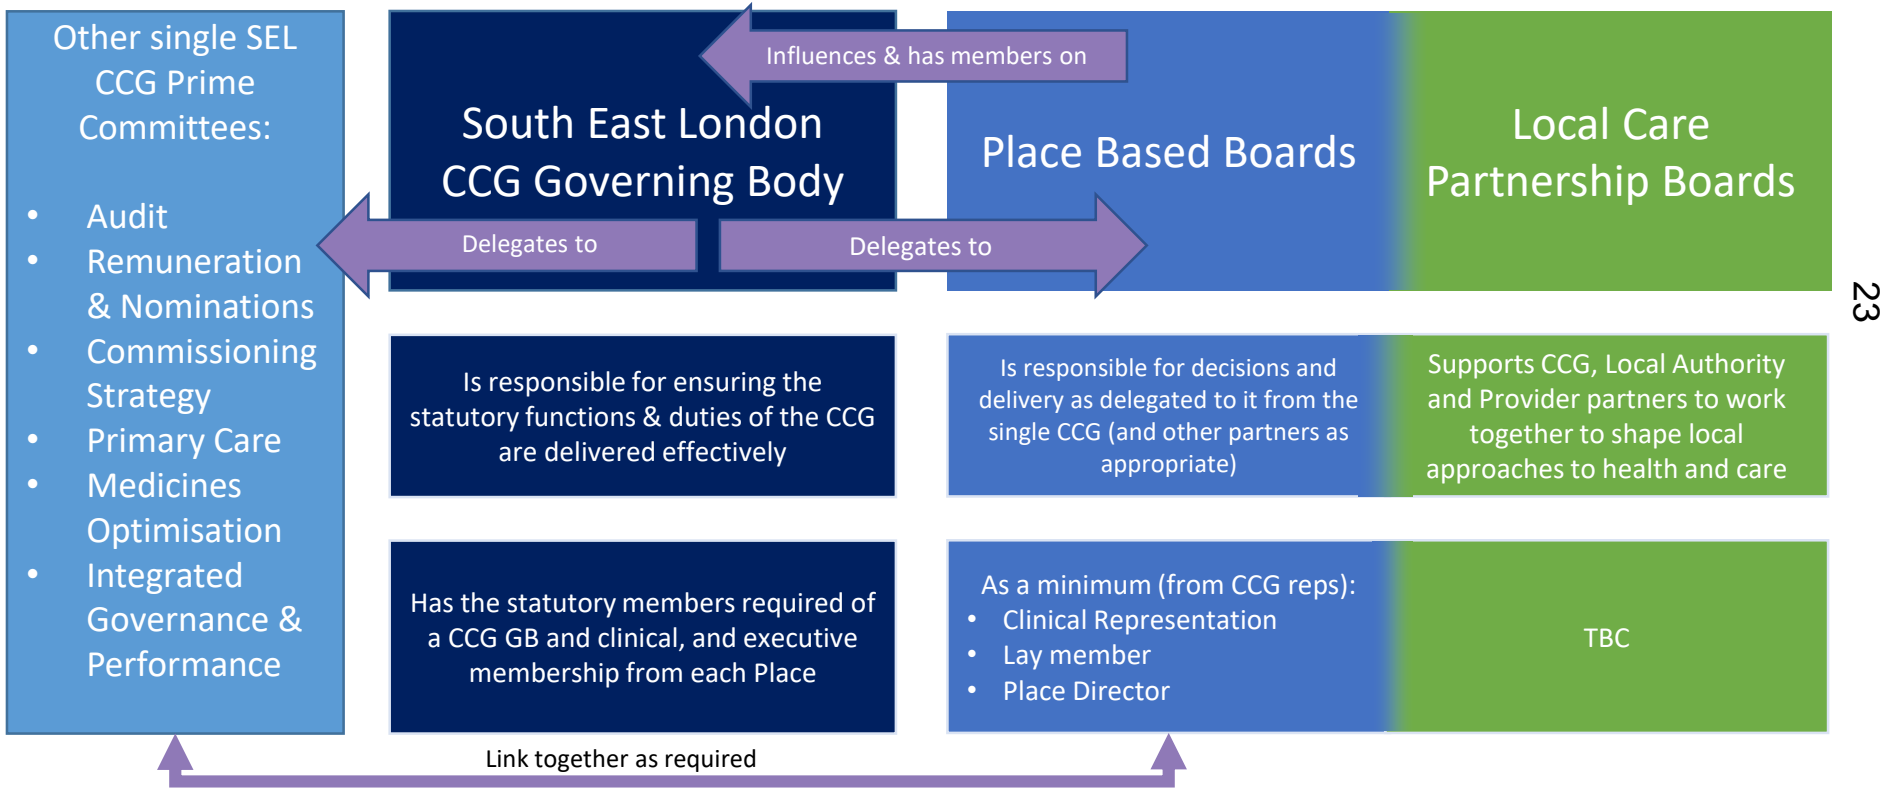 Other single SEL
CCG Prime
Committees:
• Audit
• Remuneration
& Nominations
• Commissioning
Strategy
• Primary Care
• Medicines
Optimisation
• Integrated
Governance &
Performance
Influences & has members on
South East London
CCG Governing Body
Delegates to
Delegates to
Place Based Boards
Local Care
Partnership Boards
Is responsible for ensuring the
statutory functions & duties of the CCG
are delivered effectively
Is responsible for decisions and
delivery as delegated to it from the
single CCG (and other partners as
appropriate)
Supports CCG, Local Authority
and Provider partners to work
together to shape local
approaches to health and care
Has the statutory members required of
a CCG GB and clinical, and executive
membership from each Place
As a minimum (from CCG reps):
• Clinical Representation
• Lay member
• Place Director
TBC
Link together as required
23